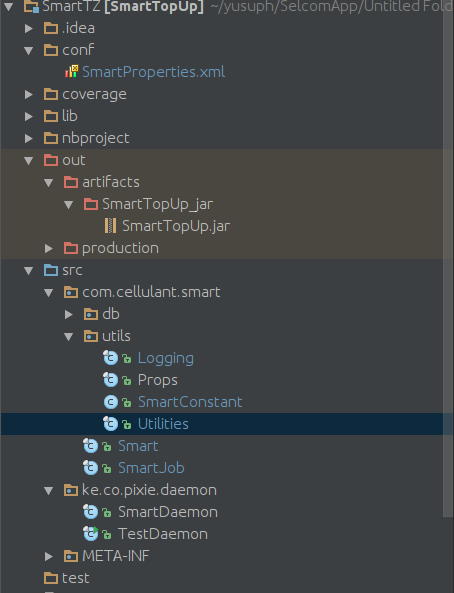 SmartTZ [SmartTopUp] ~/yusuph/SelcomApp/Untitled Fold
.idea
conf
SmartProperties.xml
coverage
lib
nbproject
out
artifacts
SmartTopUp_jar
SmartTopUp.jar
production
src
com.cellulant.smart
db
utils
Logging
Props
SmartConstant
Utilities
Smart
SmartJob
ke.co.pixie.daemon
SmartDaemon
TestDaemon
META-INF
test